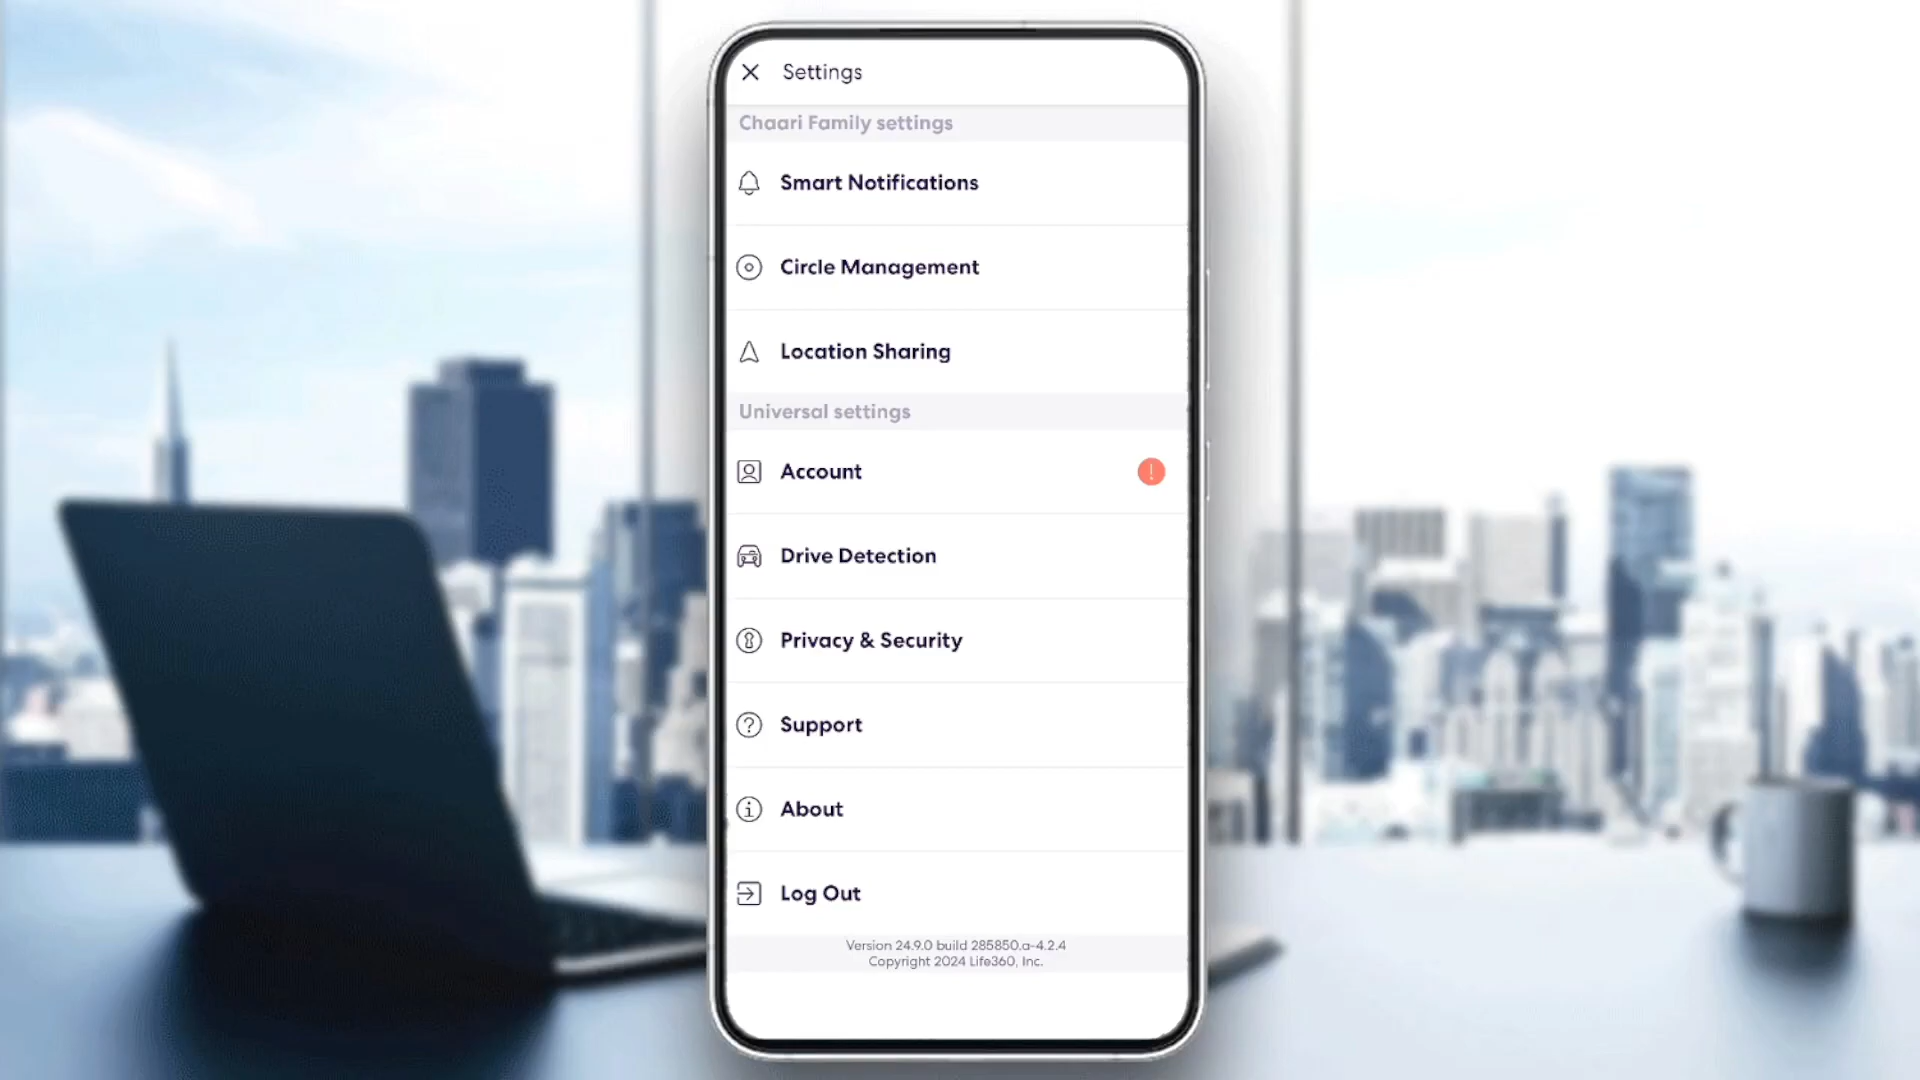 Settings
Chaari Family settings
Smart Notifications
Circle Management
Location Sharing
Universal settings
Account
Drive Detection
Privacy & Security
Support
About
Log Out
Version 24.9.0 build 285850.a-4.2.4
Copyright 2024 Life360, Inc.